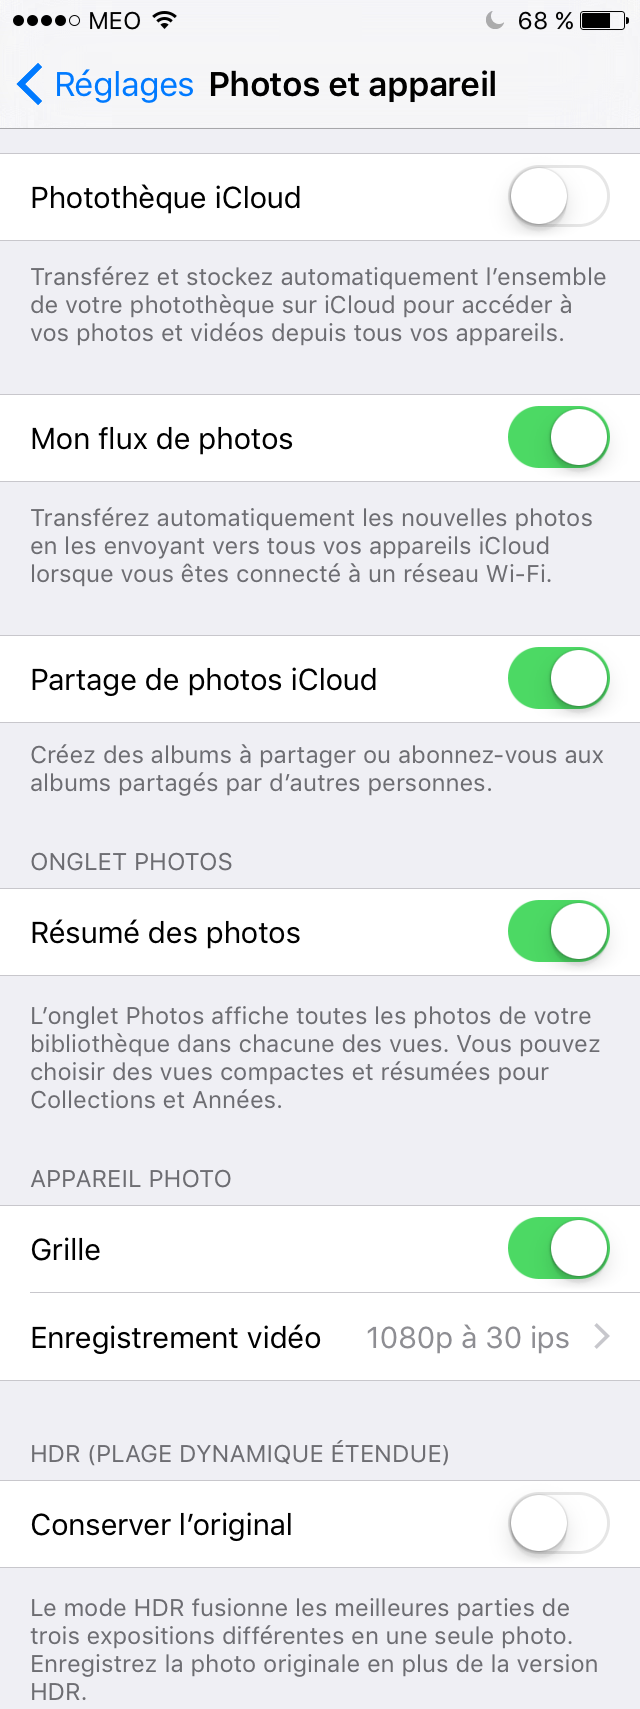 MEO 68 %
Réglages Photos et appareil
Photothèque iCloud
Transférez et stockez automatiquement l’ensemble
de votre photothèque sur iCloud pour accéder à
vos photos et vidéos depuis tous vos appareils.
Mon flux de photos
Transférez automatiquement les nouvelles photos
en les envoyant vers tous vos appareils iCloud
lorsque vous êtes connecté à un réseau Wi-Fi.
Partage de photos iCloud
Créez des albums à partager ou abonnez-vous aux
albums partagés par d’autres personnes.
ONGLET PHOTOS
Résumé des photos
L’onglet Photos affiche toutes les photos de votre
bibliothèque dans chacune des vues. Vous pouvez
choisir des vues compactes et résumées pour
Collections et Années.
APPAREIL PHOTO
Grille
Enregistrement vidéo 1080p à 30 ips
HDR (PLAGE DYNAMIQUE ÉTENDUE)
Conserver l’original
Le mode HDR fusionne les meilleures parties de
trois expositions différentes en une seule photo.
Enregistrez la photo originale en plus de la version
HDR.